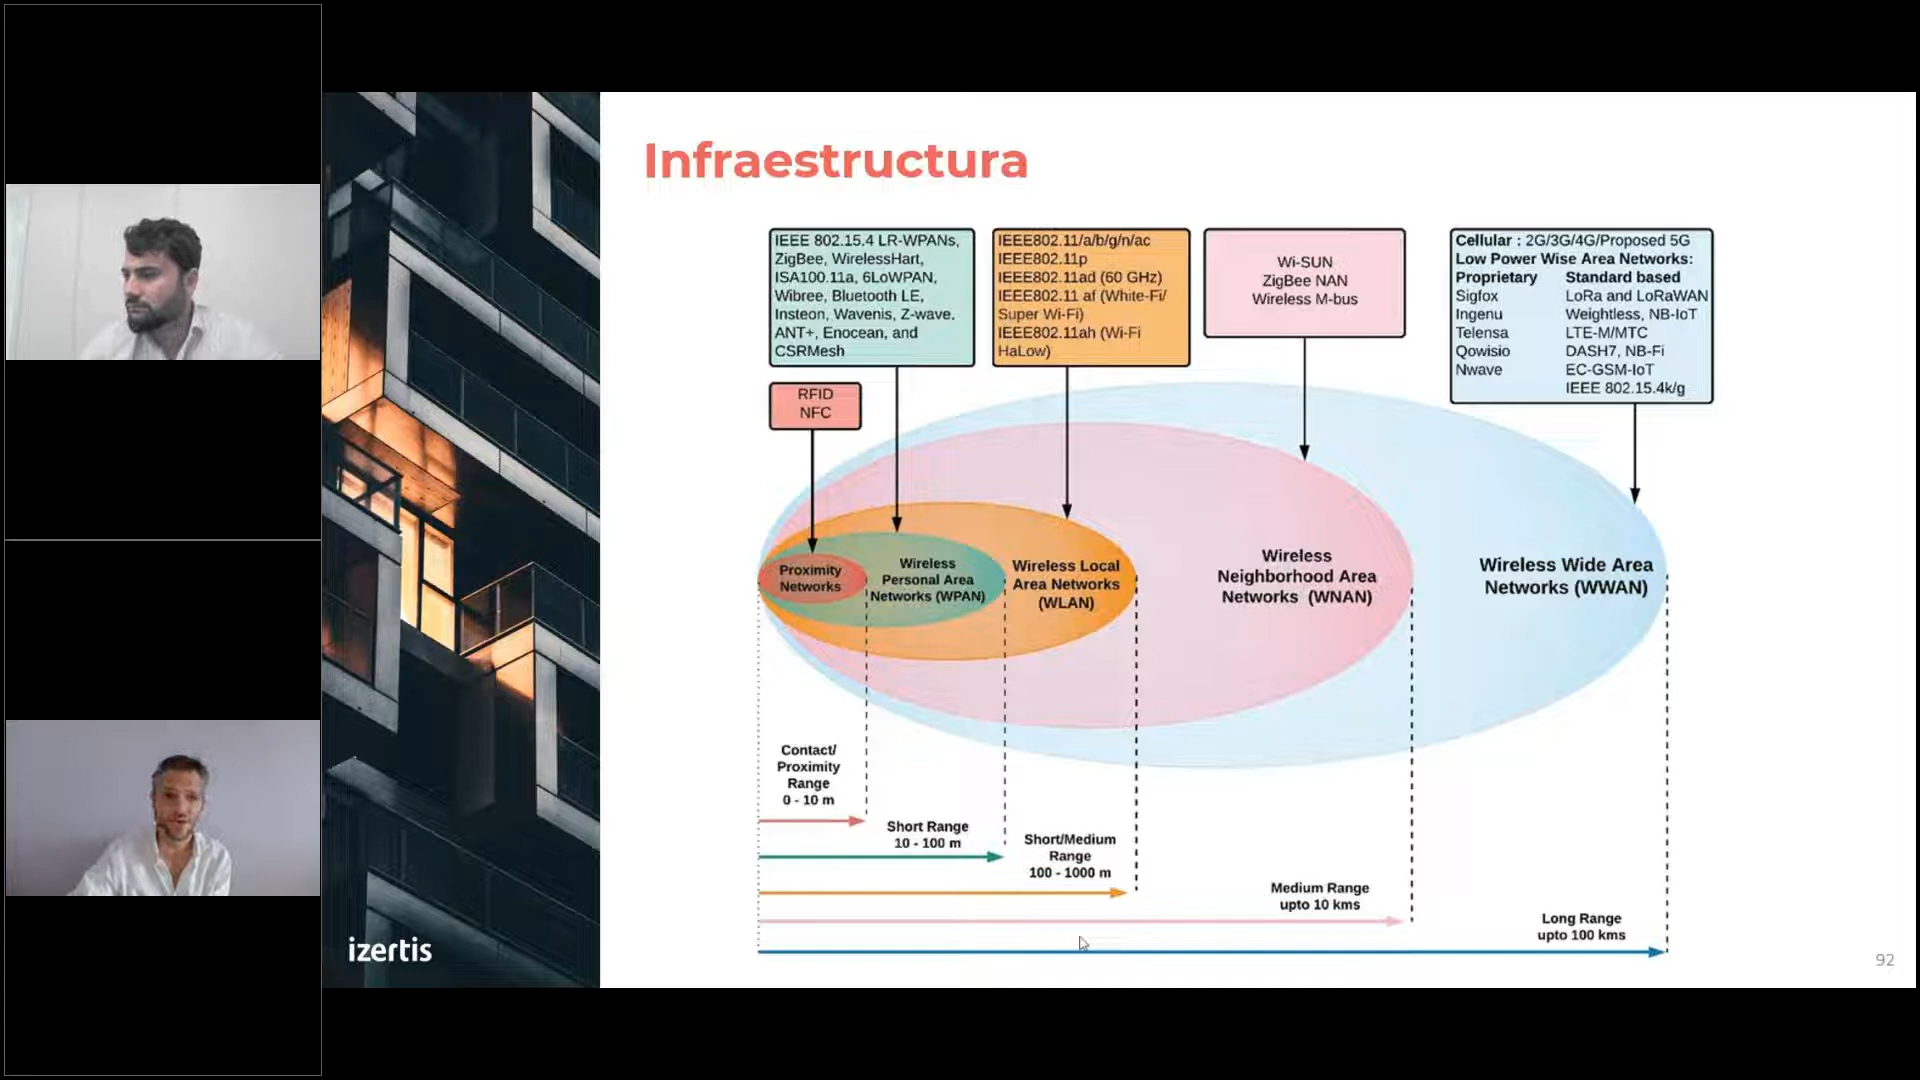 Infraestructura
IEEE 802.15.4 LR-WPANs,
ZigBee, WirelessHart,
ISA100.11a, 6LoWPAN,
Wibree, Bluetooth LE,
Insteon, Wavenis, Z-wave.
ANT+, Enocean, and
CSRMesh
IEEE802.11/a/b/g/n/ac
IEEE802.11p
IEEE802.11ad (60 GHz)
IEEE802.11 af (White-Fi/
Super Wi-Fi)
IEEE802.11ah (Wi-Fi
HaLow)
Wi-SUN
ZigBee NAN
Wireless M-bus
Cellular : 2G/3G/4G/Proposed 5G
Low Power Wise Area Networks:
Proprietary Standard based
Sigfox LoRa and LoRaWAN
Ingenu Weightless, NB-IoT
Telensa LTE-M/MTC
Qowisio DASH7, NB-Fi
Nwave EC-GSM-IoT
IEEE 802.15.4k/g
RFID
NFC
Proximity
Networks
Wireless
Personal Area
Networks (WPAN)
Wireless Local
Area Networks
(WLAN)
Wireless
Neighborhood Area
Networks (WNAN)
Wireless Wide Area
Networks (WWAN)
Contact/
Proximity
Range
0 - 10 m
Short Range
10 - 100 m
Short/Medium
Range
100 - 1000 m
Medium Range
upto 10 kms
Long Range
upto 100 kms
izertis
92